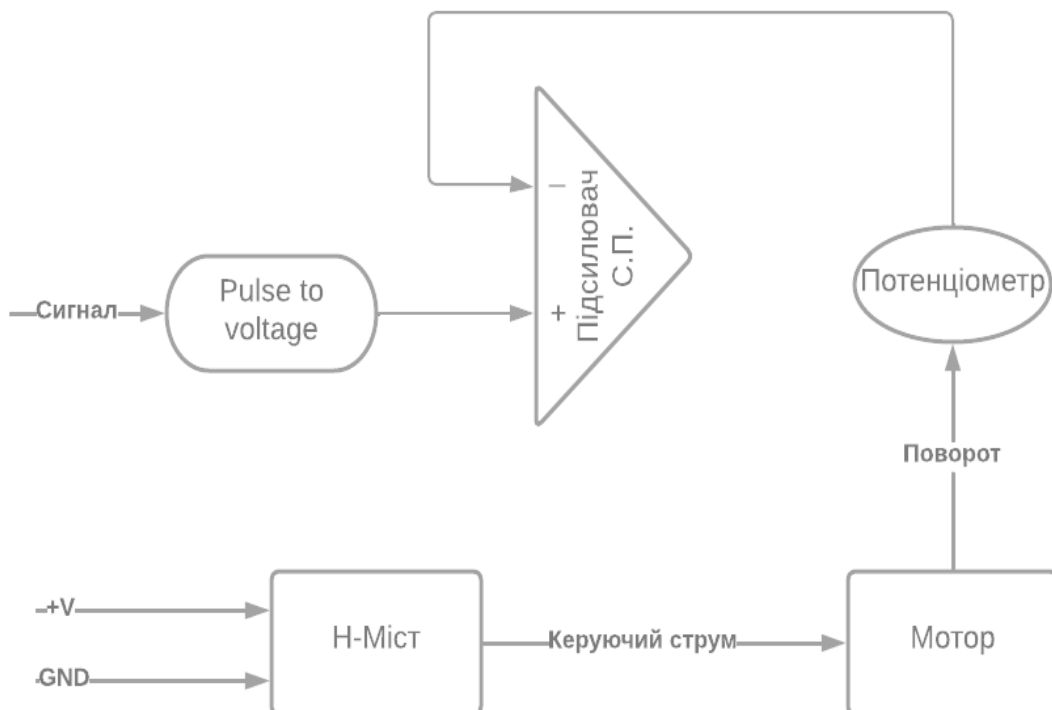 –
Підсилювач
С.П.
+
Pulse to
voltage
Сигнал
Потенціометр
Поворот
+V
GND
Н-Міст
Керуючий струм
Мотор